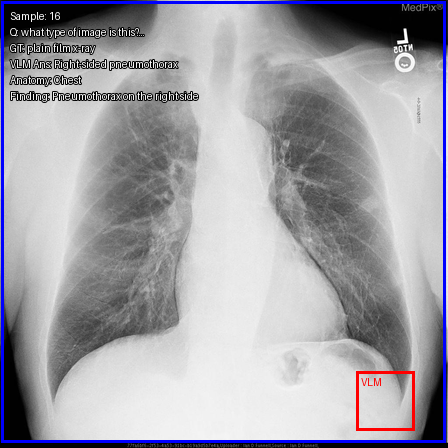 MedPix®
Sample: 16
Q: what type of image is this?..
GT: plain film x-ray
VLM Ans: Right-sided pneumothorax
Anatomy: Chest
Finding: Pneumothorax on the right side
L
NT05
VLM